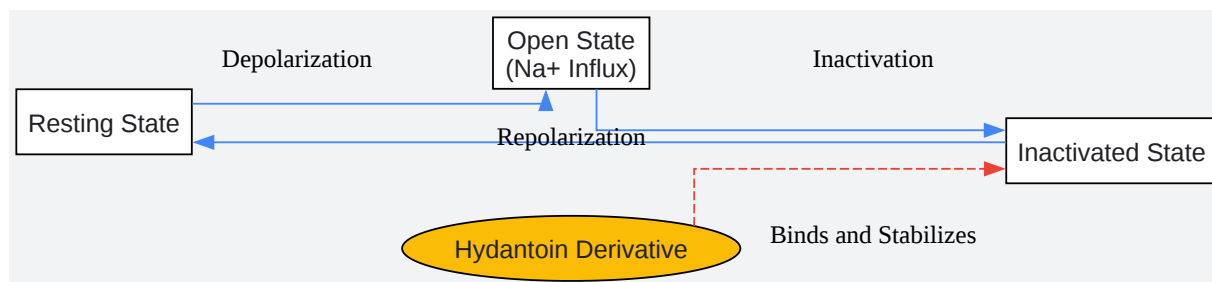 Depolarization
Open State
(Na+ Influx)
Inactivation
Resting State
Repolarization
Inactivated State
Hydantoin Derivative
Binds and Stabilizes